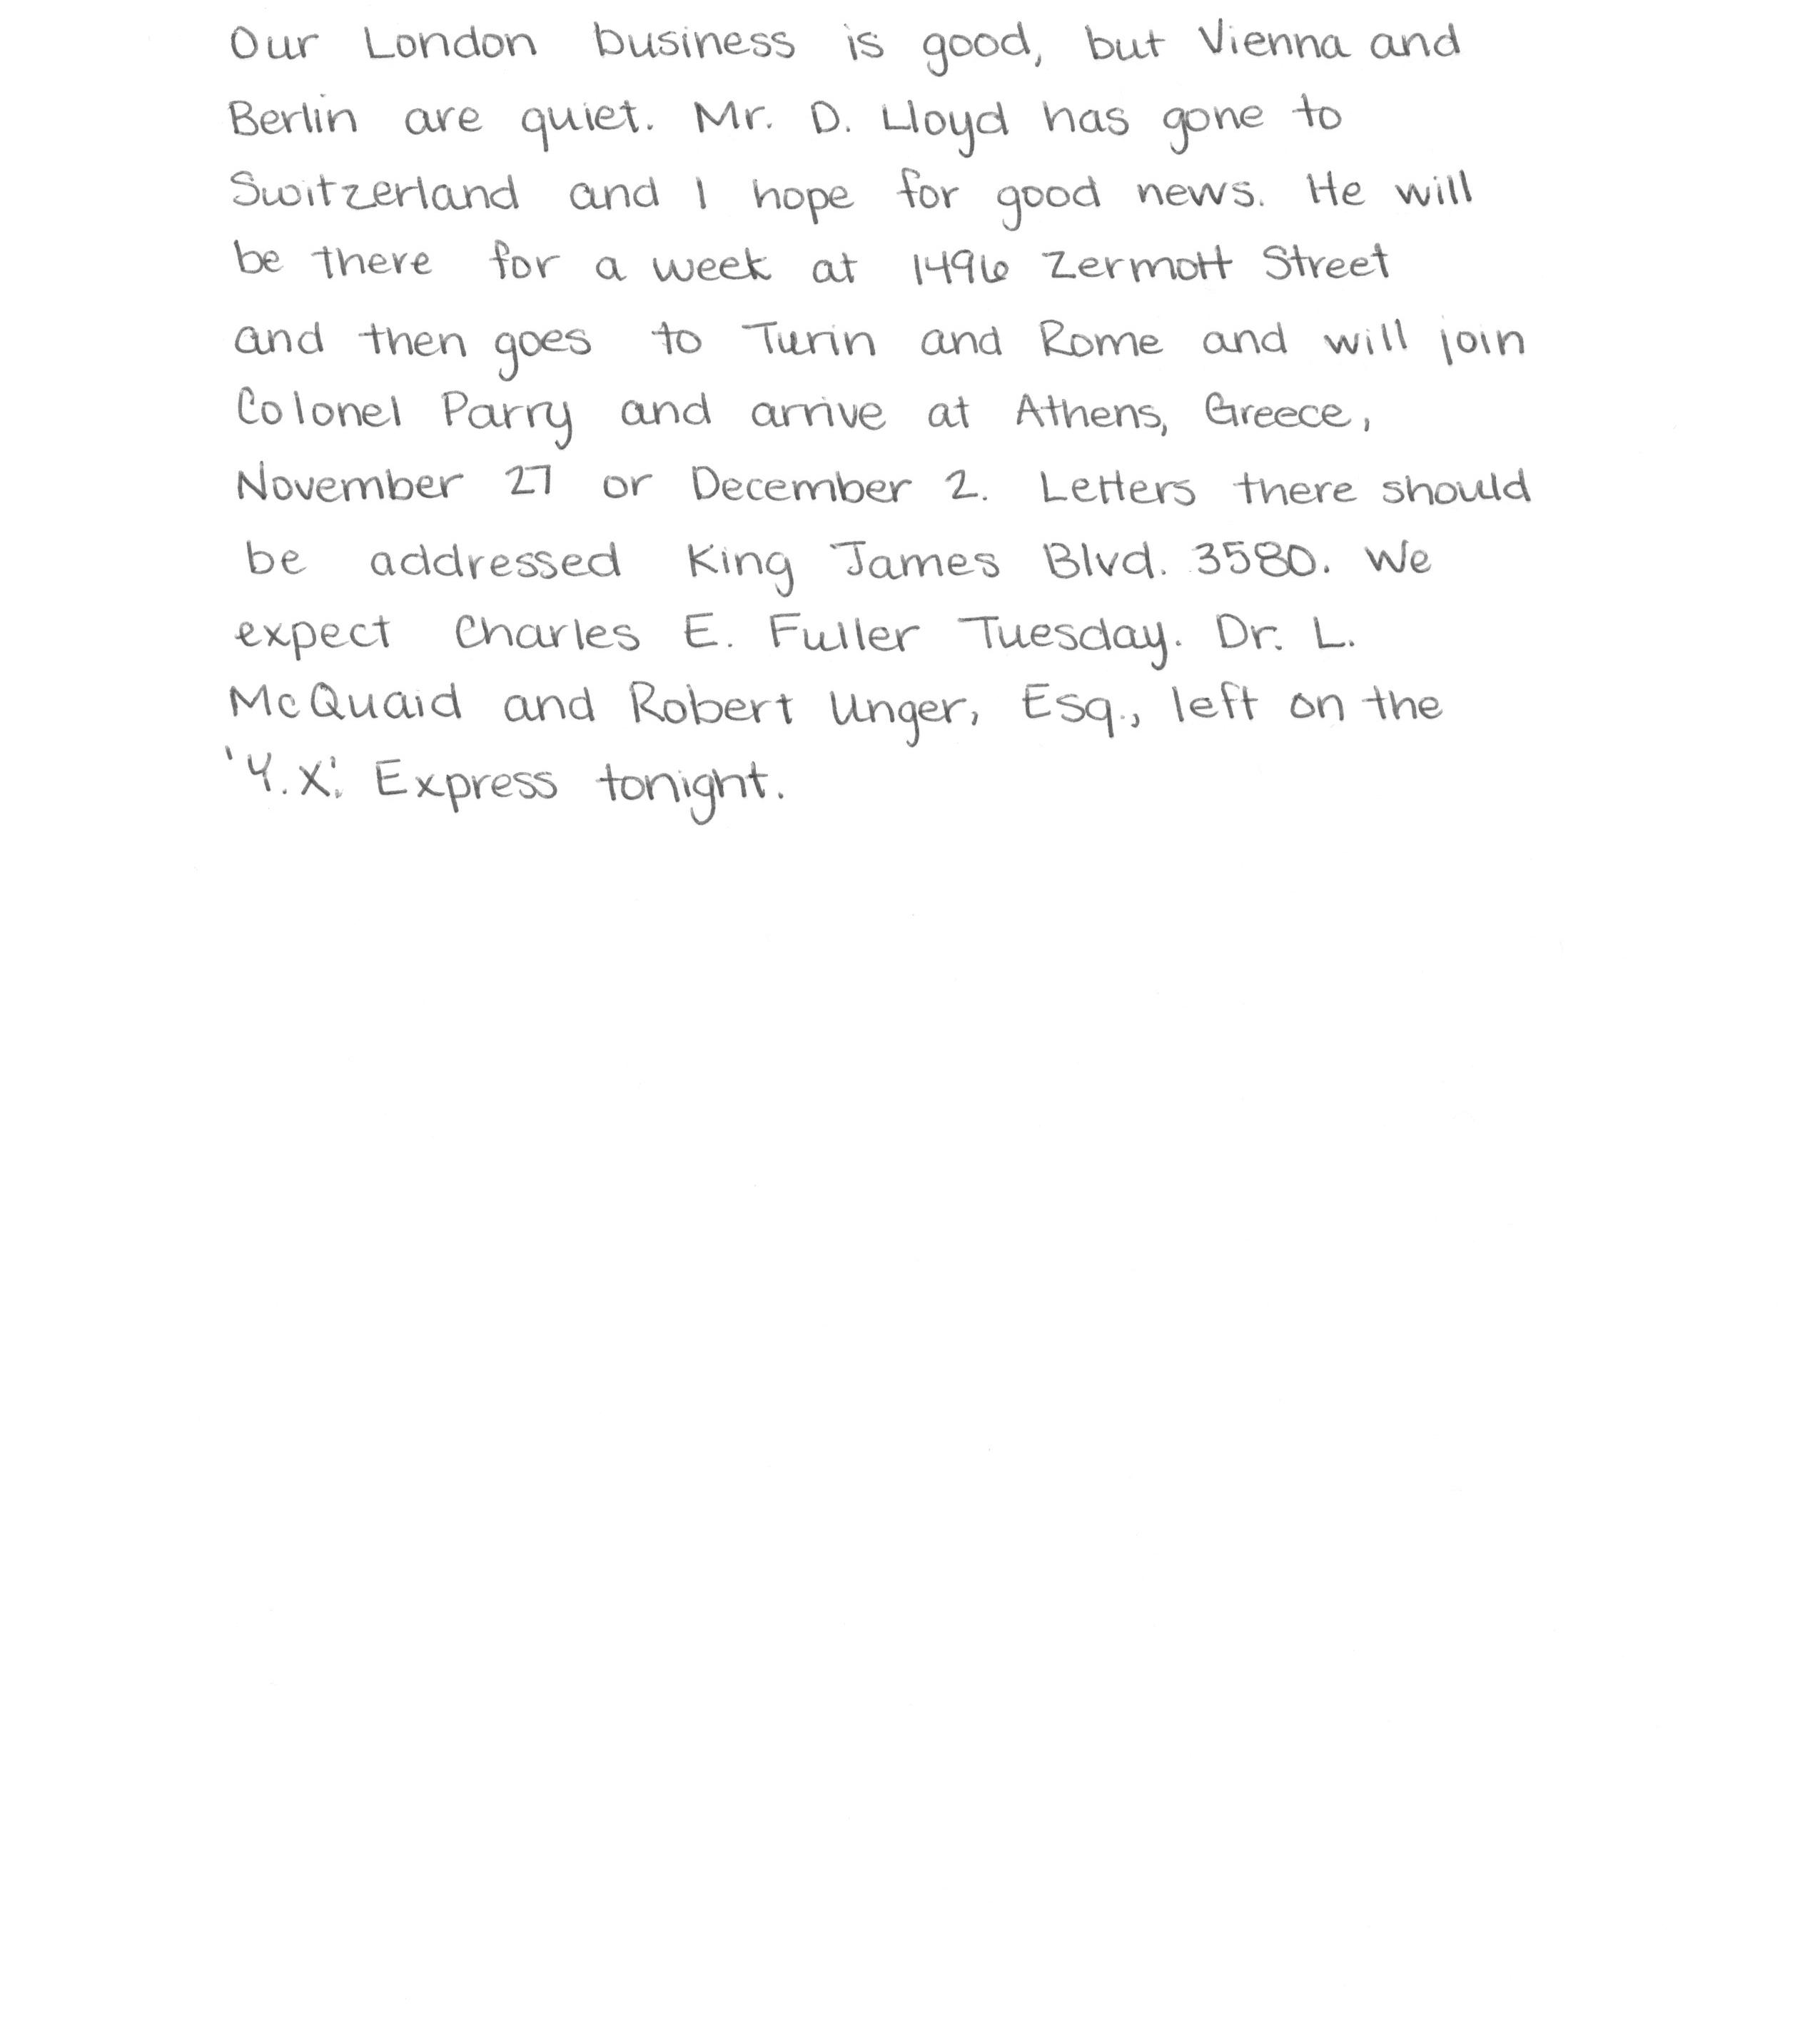 Our London business is good, but Vienna and
Berlin are quiet. Mr. D. Lloyd has gone to
Switzerland and I hope for good news. He will
be there for a week at 1496 Zermott Street
and then goes to Turin and Rome and will join
Colonel Parry and arrive at Athens, Greece,
November 27 or December 2. Letters there should
be addressed King James Blvd. 3580. We
expect Charles E. Fuller Tuesday. Dr. L.
McQuaid and Robert Unger, Esq., left on the
'Y.X.' Express tonight.